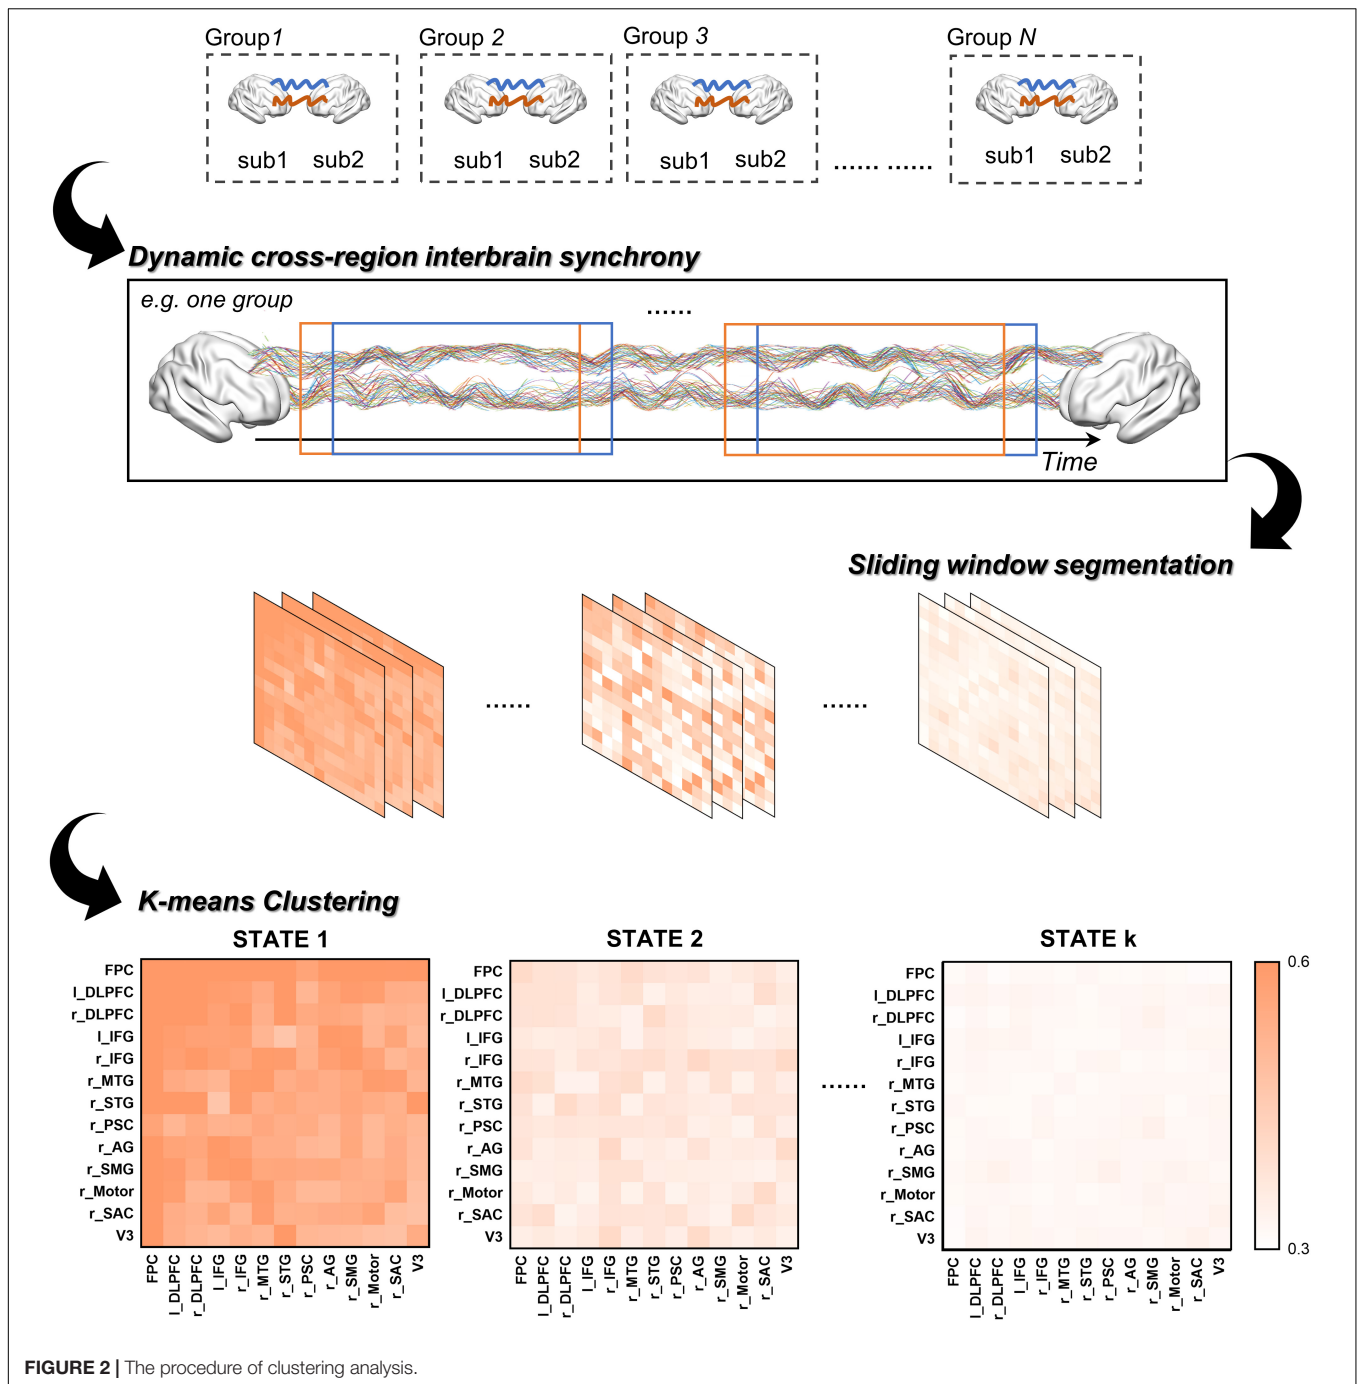 Group1 Group 2 Group 3 Group N
sub1 sub2 sub1 sub2 sub1 sub2 ...... ...... sub1 sub2
Dynamic cross-region interbrain synchrony
e.g. one group ......
Time
Sliding window segmentation
...... ......
K-means Clustering
STATE 1 STATE 2 STATE k
FPC
l_DLPFC
r_DLPFC
l_IFG
r_IFG
r_MTG
r_STG
r_PSC
r_AG
r_SMG
r_Motor
r_SAC
V3
FPC l_DLPFC r_DLPFC l_IFG r_IFG r_MTG r_STG r_PSC r_AG r_SMG r_Motor r_SAC V3
FPC
l_DLPFC
r_DLPFC
l_IFG
r_IFG
r_MTG
r_STG
r_PSC
r_AG
r_SMG
r_Motor
r_SAC
V3
FPC l_DLPFC r_DLPFC l_IFG r_IFG r_MTG r_STG r_PSC r_AG r_SMG r_Motor r_SAC V3
......
FPC
l_DLPFC
r_DLPFC
l_IFG
r_IFG
r_MTG
r_STG
r_PSC
r_AG
r_SMG
r_Motor
r_SAC
V3
FPC l_DLPFC r_DLPFC l_IFG r_IFG r_MTG r_STG r_PSC r_AG r_SMG r_Motor r_SAC V3
0.6
0.3
FIGURE 2 | The procedure of clustering analysis.